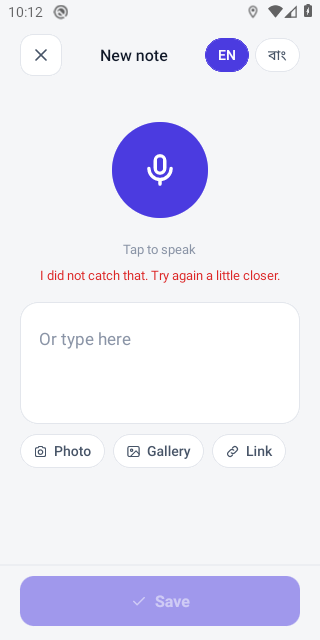 10:12
New note
EN
বাং
Tap to speak
I did not catch that. Try again a little closer.
Or type here
Photo
Gallery
Link
Save